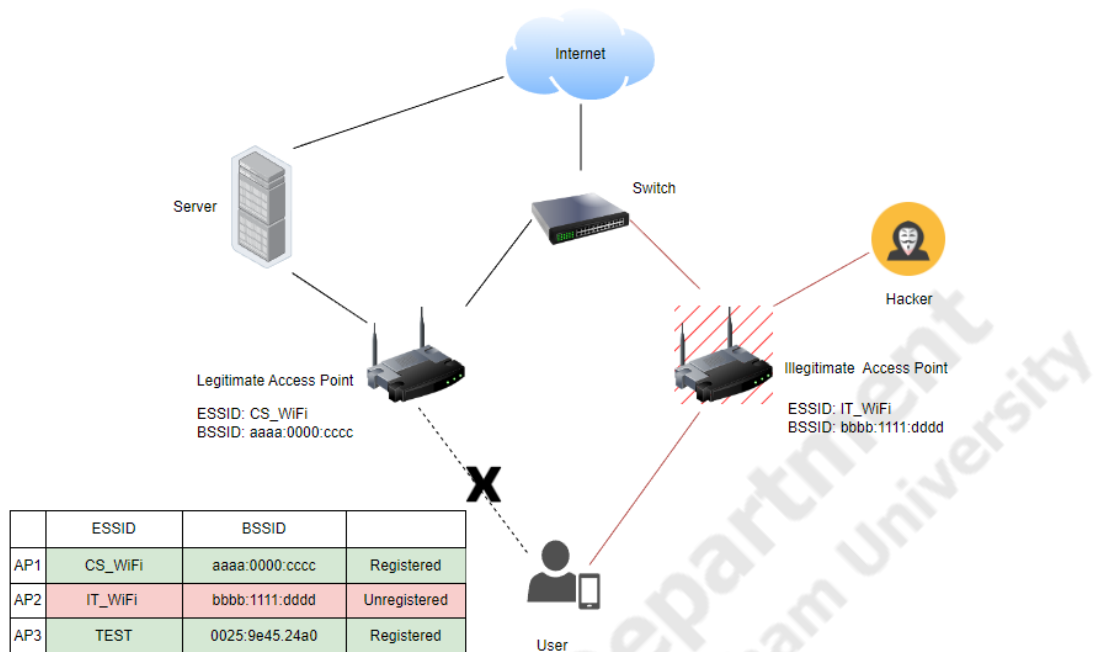 Internet
Switch
Server
Hacker
Legitimate Access Point
ESSID: CS_WiFi
BSSID: aaaa:0000:cccc
Illegitimate Access Point
ESSID: IT_WiFi
BSSID: bbbb:1111:dddd
X
ESSID BSSID
AP1 CS_WiFi aaaa:0000:cccc Registered
AP2 IT_WiFi bbbb:1111:dddd Unregistered
AP3 TEST 0025:9e45.24a0 Registered
User